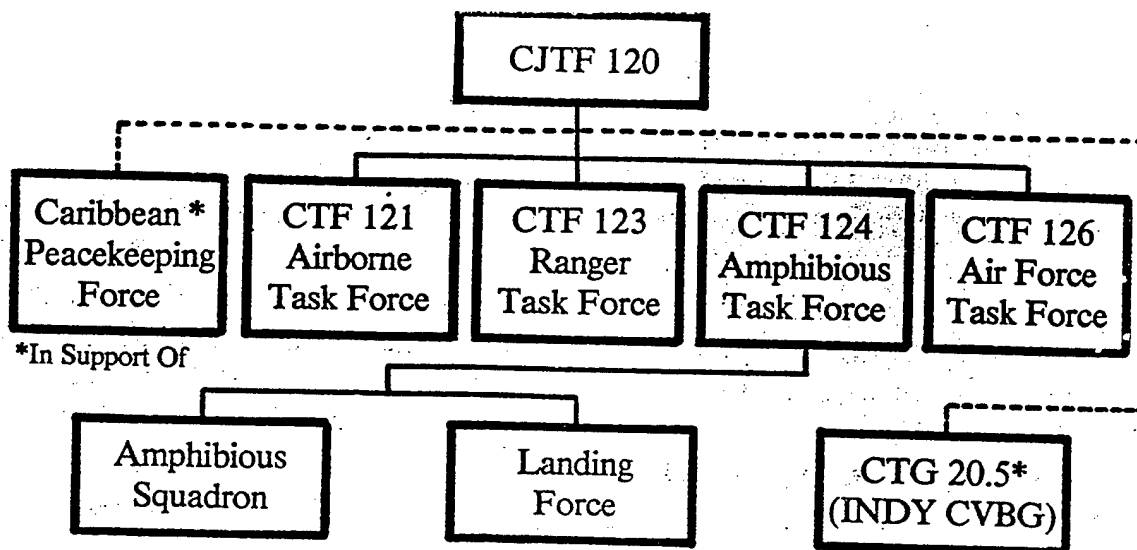 CJTF 120
Caribbean *
Peacekeeping
Force
CTF 121
Airborne
Task Force
CTF 123
Ranger
Task Force
CTF 124
Amphibious
Task Force
CTF 126
Air Force
Task Force
*In Support Of
Amphibious
Squadron
Landing
Force
CTG 20.5*
(INDY CVBG)